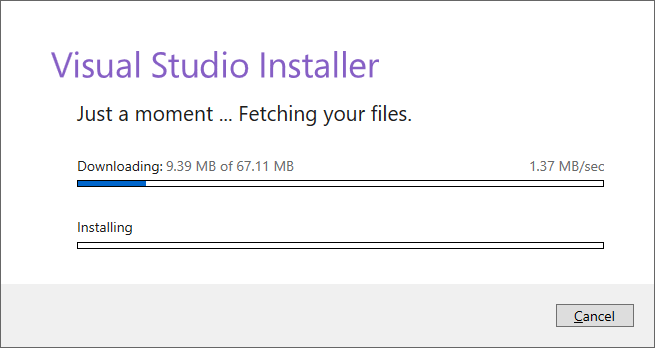 Visual Studio Installer
Just a moment ... Fetching your files.
Downloading: 9.39 MB of 67.11 MB 1.37 MB/sec
Installing
Cancel